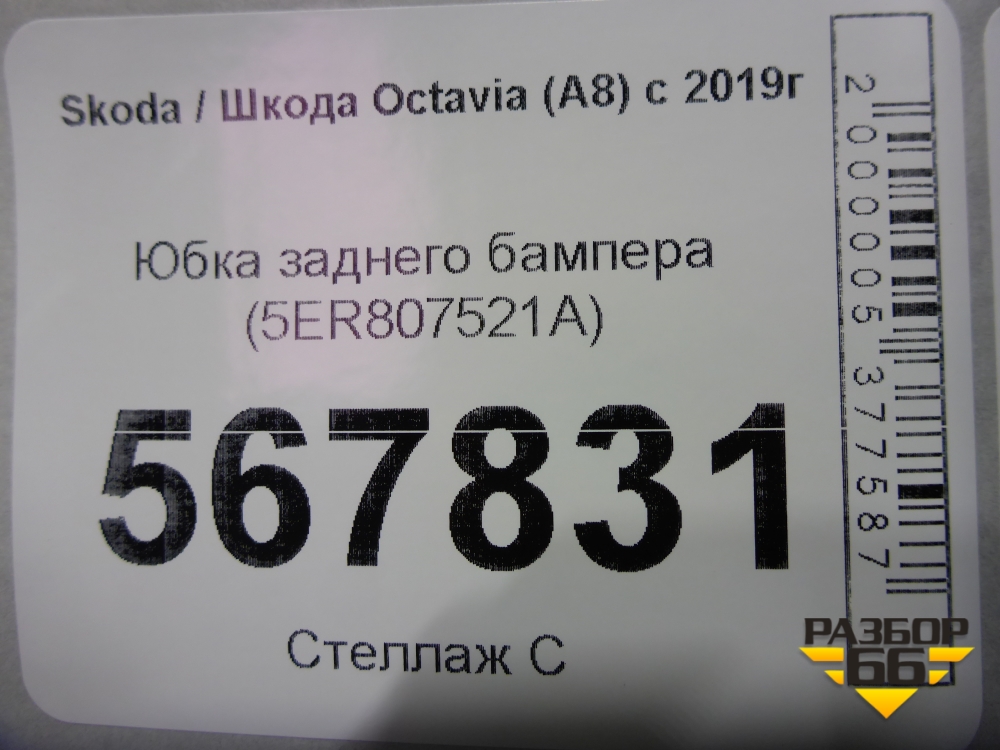 Skoda / Шкода Octavia (A8) с 2019г
Юбка заднего бампера
(5ER807521A)
567831
Стеллаж С
2000005377587
РАЗБОР
66